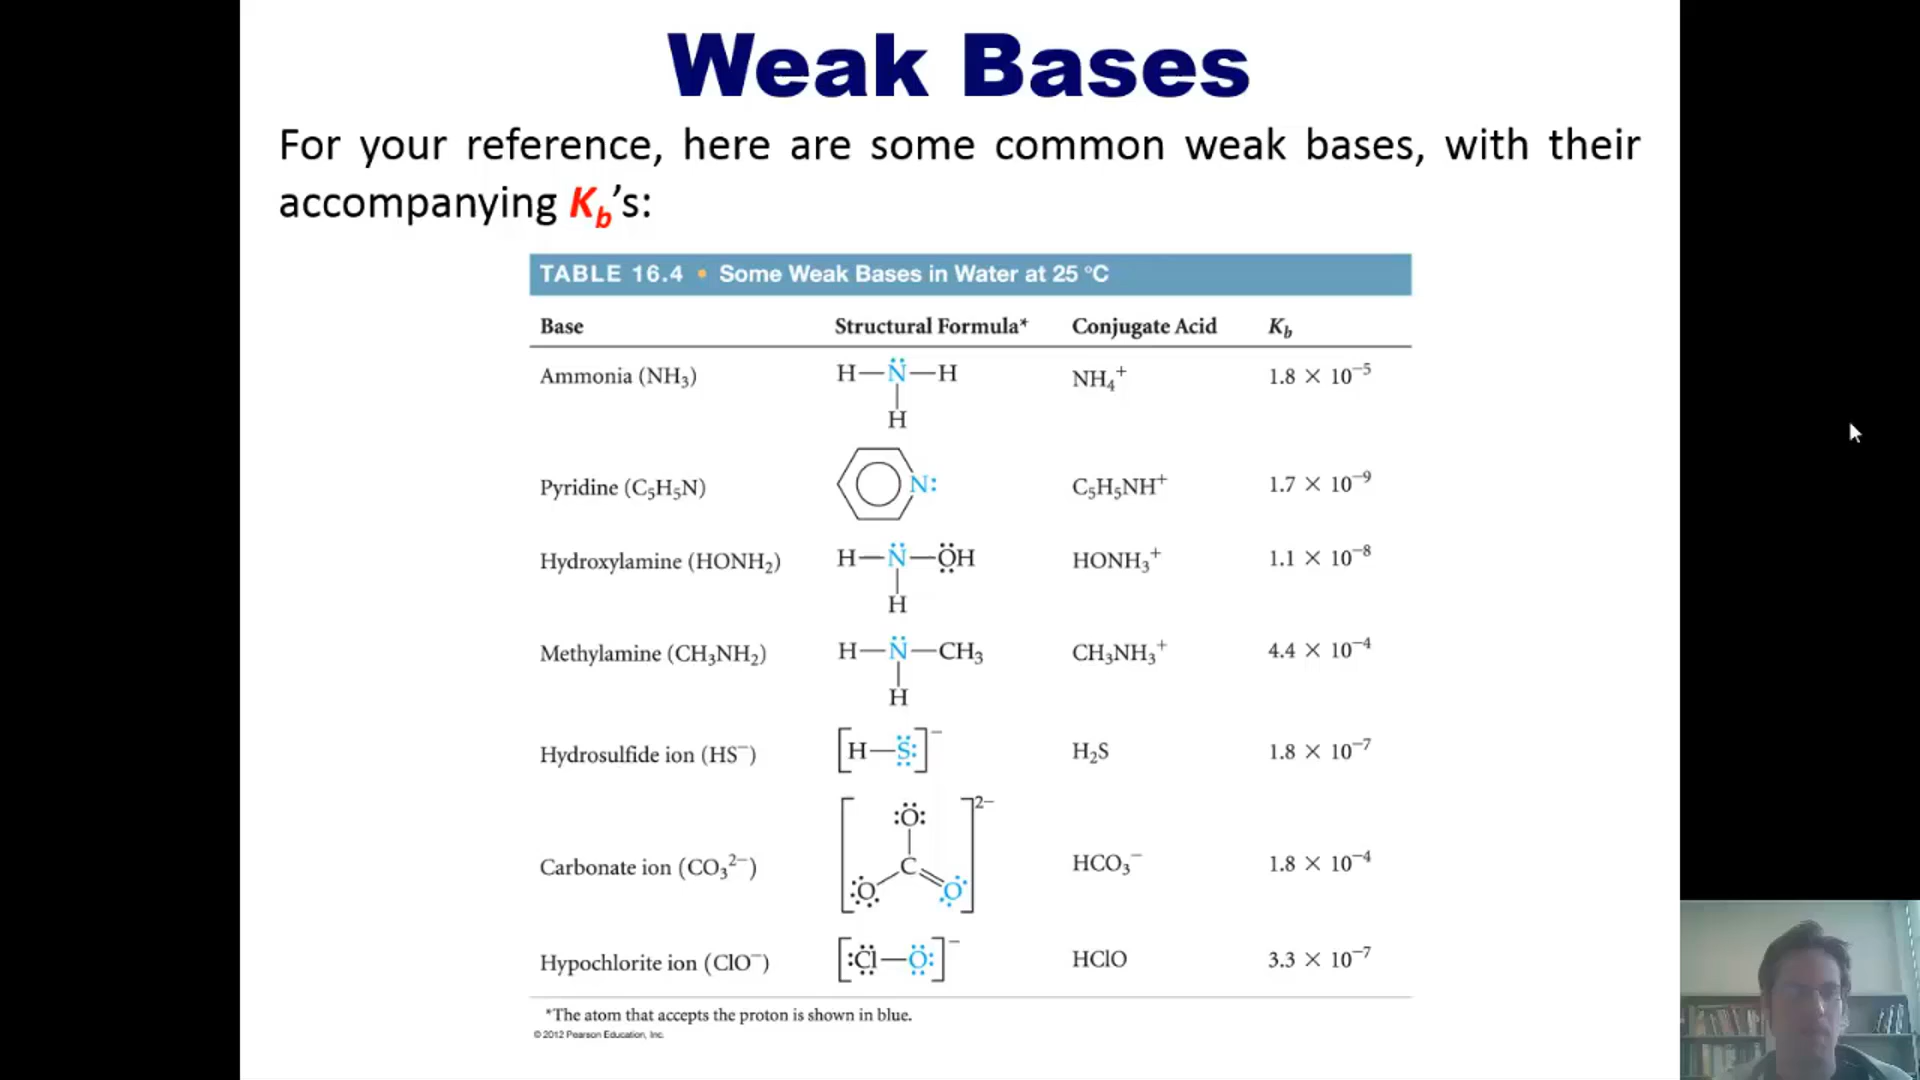 Weak Bases
For your reference, here are some common weak bases, with their
accompanying K_b's:
TABLE 16.4 • Some Weak Bases in Water at 25 °C
Base Structural Formula* Conjugate Acid K_b
Ammonia (NH₃) H—N̈—H NH₄⁺ 1.8 × 10⁻⁵
H
Pyridine (C₅H₅N) N: C₅H₅NH⁺ 1.7 × 10⁻⁹
Hydroxylamine (HONH₂) H—N̈—ÖH HONH₃⁺ 1.1 × 10⁻⁸
H
Methylamine (CH₃NH₂) H—N̈—CH₃ CH₃NH₃⁺ 4.4 × 10⁻⁴
H
Hydrosulfide ion (HS⁻) [H—S̈:]⁻ H₂S 1.8 × 10⁻⁷
:Ö: 2−
Carbonate ion (CO₃²⁻) C HCO₃⁻ 1.8 × 10⁻⁴
:O O
Hypochlorite ion (ClO⁻) [:Cl—O:]⁻ HClO 3.3 × 10⁻⁷
*The atom that accepts the proton is shown in blue.
© 2012 Pearson Education, Inc.